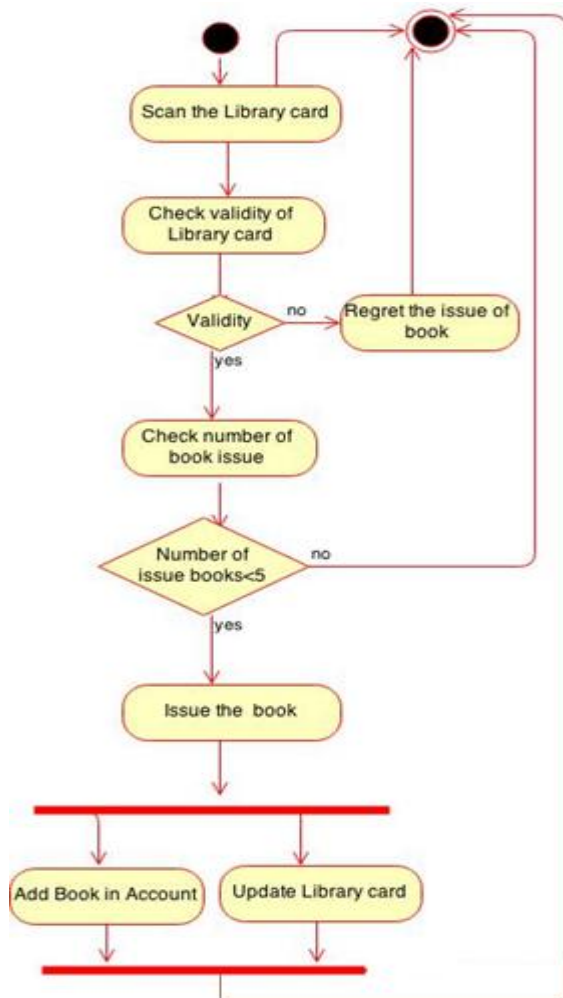 Scan the Library card
Check validity of
Library card
Validity
no
Regret the issue of
book
yes
Check number of
book issue
Number of
issue books<5
no
yes
Issue the book
Add Book in Account
Update Library card